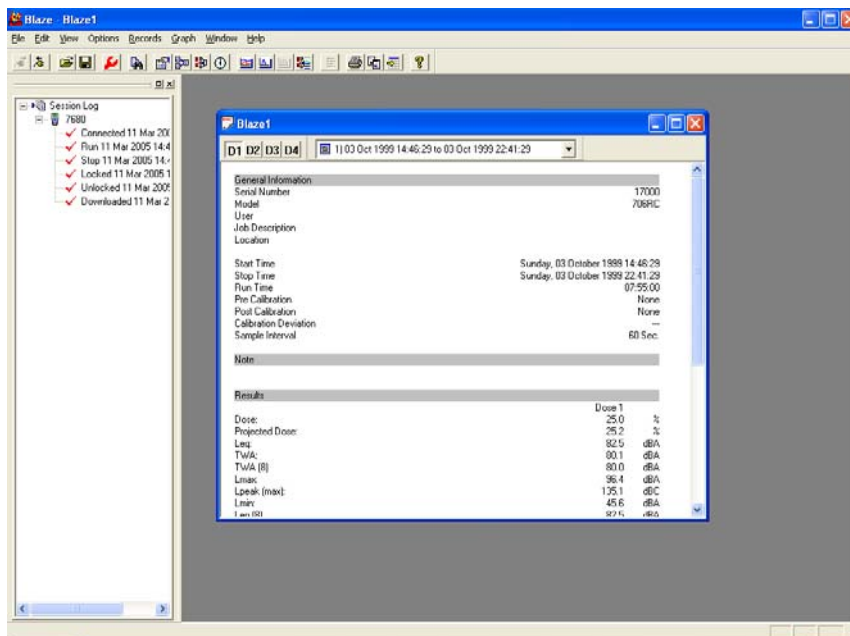 Blaze - Blaze1
File Edit View Options Records Graph Window Help
Session Log
7680
Connected 11 Mar 200
Run 11 Mar 2005 14:4
Stop 11 Mar 2005 14:4
Locked 11 Mar 2005 1
Unlocked 11 Mar 2005
Downloaded 11 Mar 2
Blaze1
D1 D2 D3 D4 1) 03 Oct 1999 14:46:29 to 03 Oct 1999 22:41:29
General Information
Serial Number 17000
Model 706RC
User
Job Description
Location
Start Time Sunday, 03 October 1999 14:46:29
Stop Time Sunday, 03 October 1999 22:41:29
Run Time 07:55:00
Pre Calibration None
Post Calibration None
Calibration Deviation ---
Sample Interval 60 Sec.
Note
Results
Dose 1
Dose: 25.0 %
Projected Dose: 25.2 %
Leq: 82.5 dBA
TWA: 80.1 dBA
TWA (8) 80.0 dBA
Lmax: 96.4 dBA
Lpeak (max): 135.1 dBC
Lmin: 45.6 dBA
Leq (8) 82.5 dBA